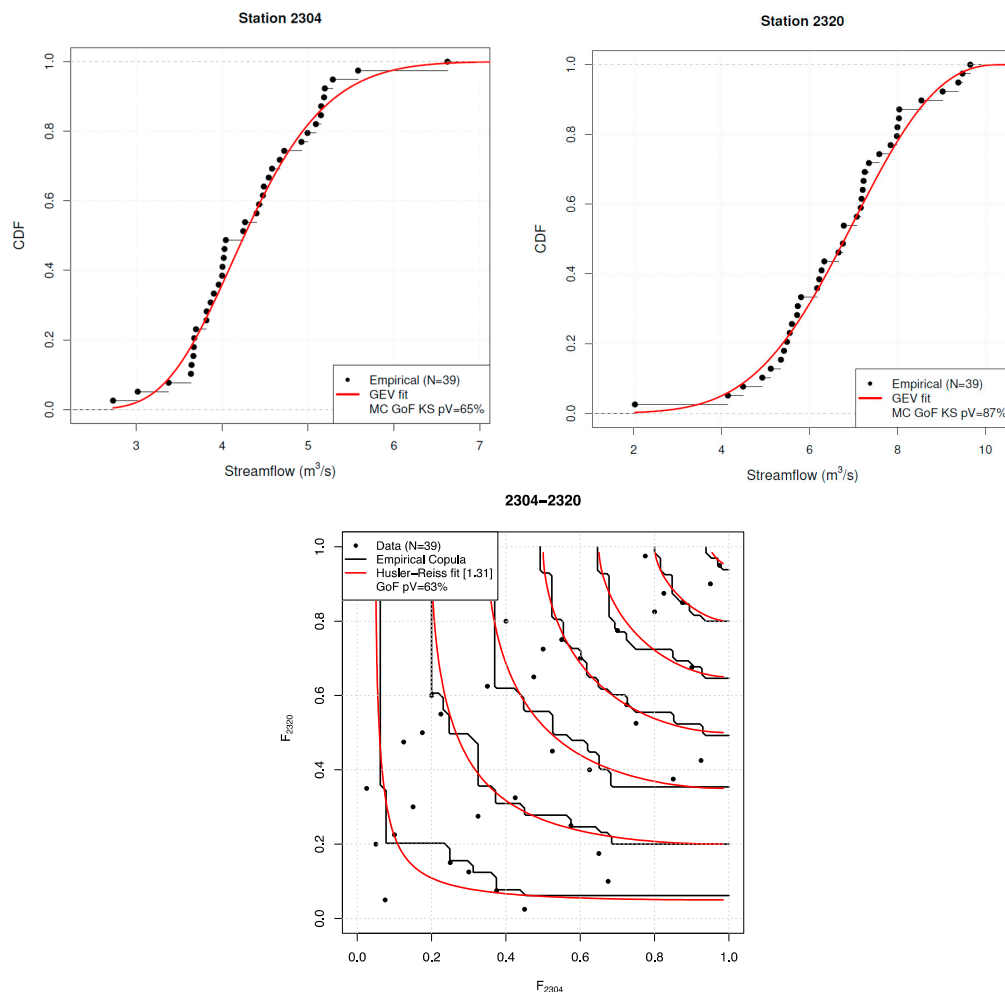 Station 2304
CDF
0.0 0.2 0.4 0.6 0.8 1.0
Empirical (N=39)
GEV fit
MC GoF KS pV=65%
3 4 5 6 7
Streamflow (m³/s)
Station 2320
CDF
0.0 0.2 0.4 0.6 0.8 1.0
Empirical (N=39)
GEV fit
MC GoF KS pV=87%
2 4 6 8 10
Streamflow (m³/s)
2304−2320
F2320
0.0 0.2 0.4 0.6 0.8 1.0
Data (N=39)
Empirical Copula
Husler−Reiss fit [1.31]
GoF pV=63%
0.0 0.2 0.4 0.6 0.8 1.0
F2304